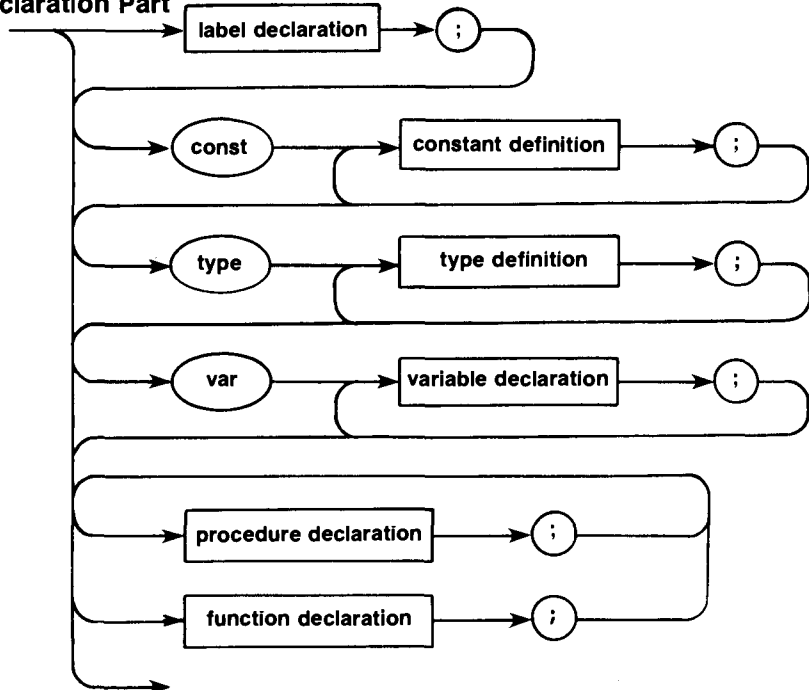 claration Part
label declaration ;
const constant definition ;
type type definition ;
var variable declaration ;
procedure declaration ;
function declaration ;